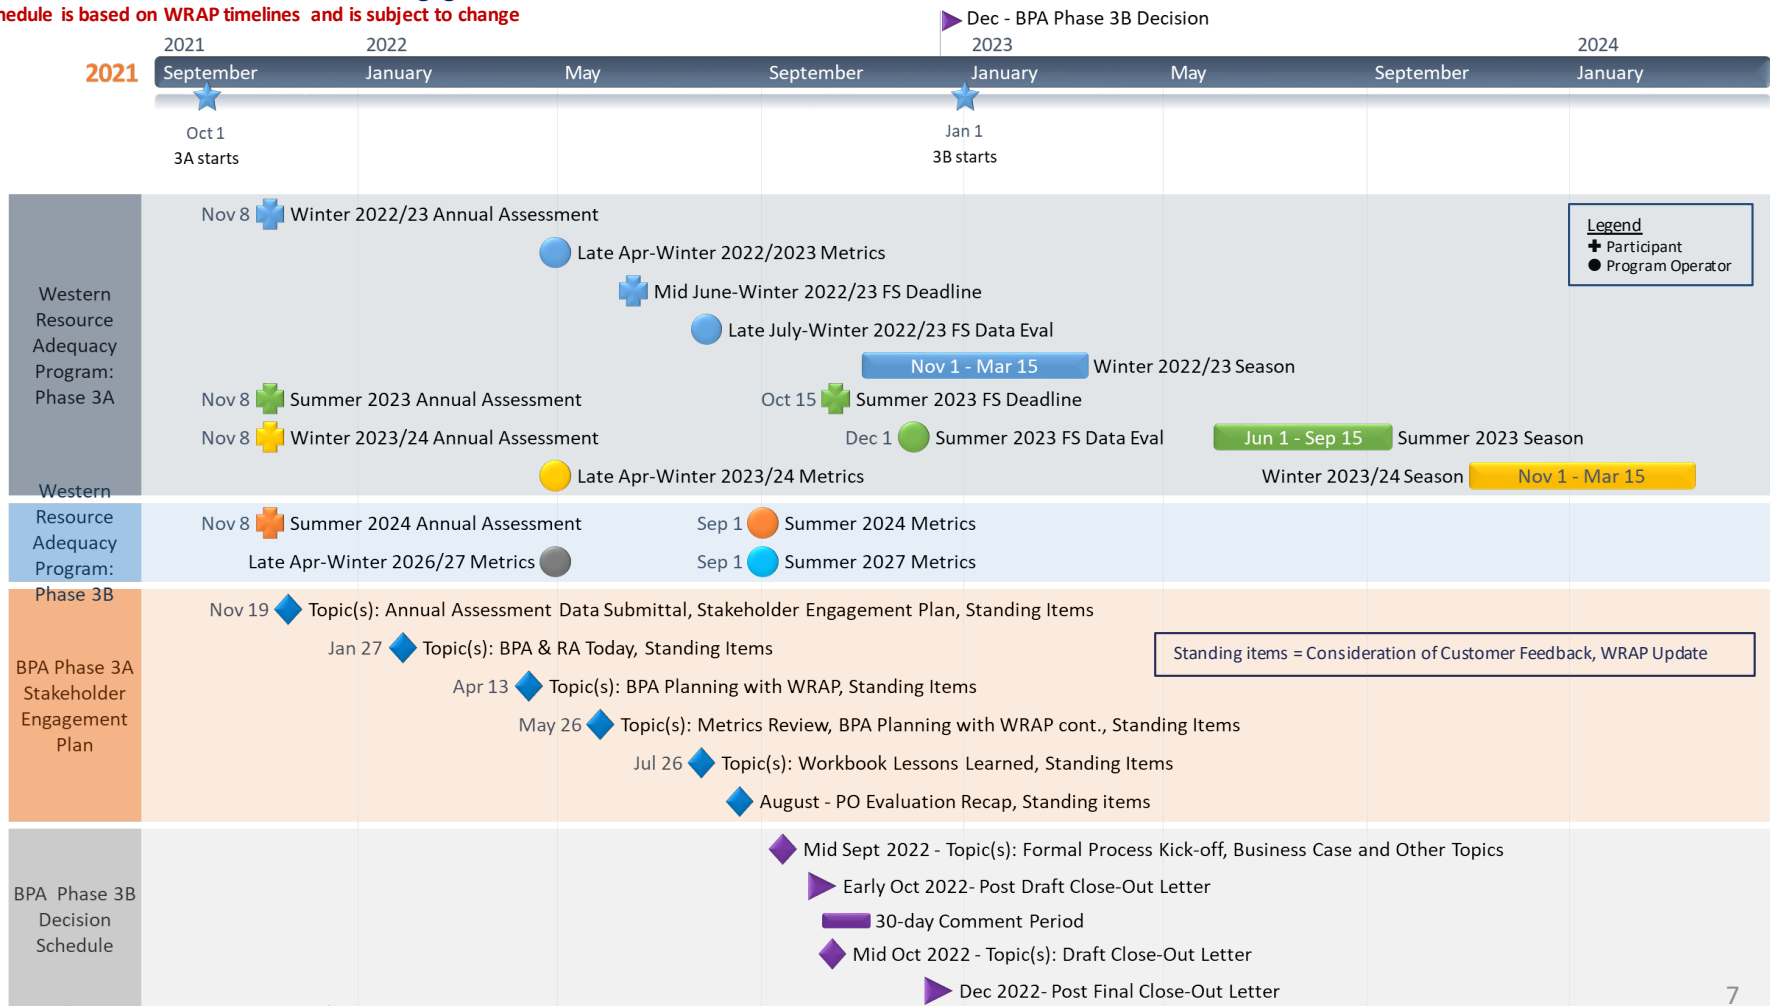 hedule is based on WRAP timelines and is subject to change
Dec - BPA Phase 3B Decision
2021
2022
2023
2024
2021
September
January
May
September
January
May
September
January
Oct 1
3A starts
Jan 1
3B starts
Western
Resource
Adequacy
Program:
Phase 3A
Nov 8 Winter 2022/23 Annual Assessment
Late Apr-Winter 2022/2023 Metrics
Mid June-Winter 2022/23 FS Deadline
Late July-Winter 2022/23 FS Data Eval
Nov 1 - Mar 15 Winter 2022/23 Season
Nov 8 Summer 2023 Annual Assessment
Oct 15 Summer 2023 FS Deadline
Nov 8 Winter 2023/24 Annual Assessment
Dec 1 Summer 2023 FS Data Eval
Jun 1 - Sep 15 Summer 2023 Season
Late Apr-Winter 2023/24 Metrics
Winter 2023/24 Season Nov 1 - Mar 15
Legend
Participant
Program Operator
Western
Resource
Adequacy
Program:
Phase 3B
Nov 8 Summer 2024 Annual Assessment
Sep 1 Summer 2024 Metrics
Late Apr-Winter 2026/27 Metrics
Sep 1 Summer 2027 Metrics
BPA Phase 3A
Stakeholder
Engagement
Plan
Nov 19 Topic(s): Annual Assessment Data Submittal, Stakeholder Engagement Plan, Standing Items
Jan 27 Topic(s): BPA & RA Today, Standing Items
Standing items = Consideration of Customer Feedback, WRAP Update
Apr 13 Topic(s): BPA Planning with WRAP, Standing Items
May 26 Topic(s): Metrics Review, BPA Planning with WRAP cont., Standing Items
Jul 26 Topic(s): Workbook Lessons Learned, Standing Items
August - PO Evaluation Recap, Standing items
BPA Phase 3B
Decision
Schedule
Mid Sept 2022 - Topic(s): Formal Process Kick-off, Business Case and Other Topics
Early Oct 2022- Post Draft Close-Out Letter
30-day Comment Period
Mid Oct 2022 - Topic(s): Draft Close-Out Letter
Dec 2022- Post Final Close-Out Letter
7